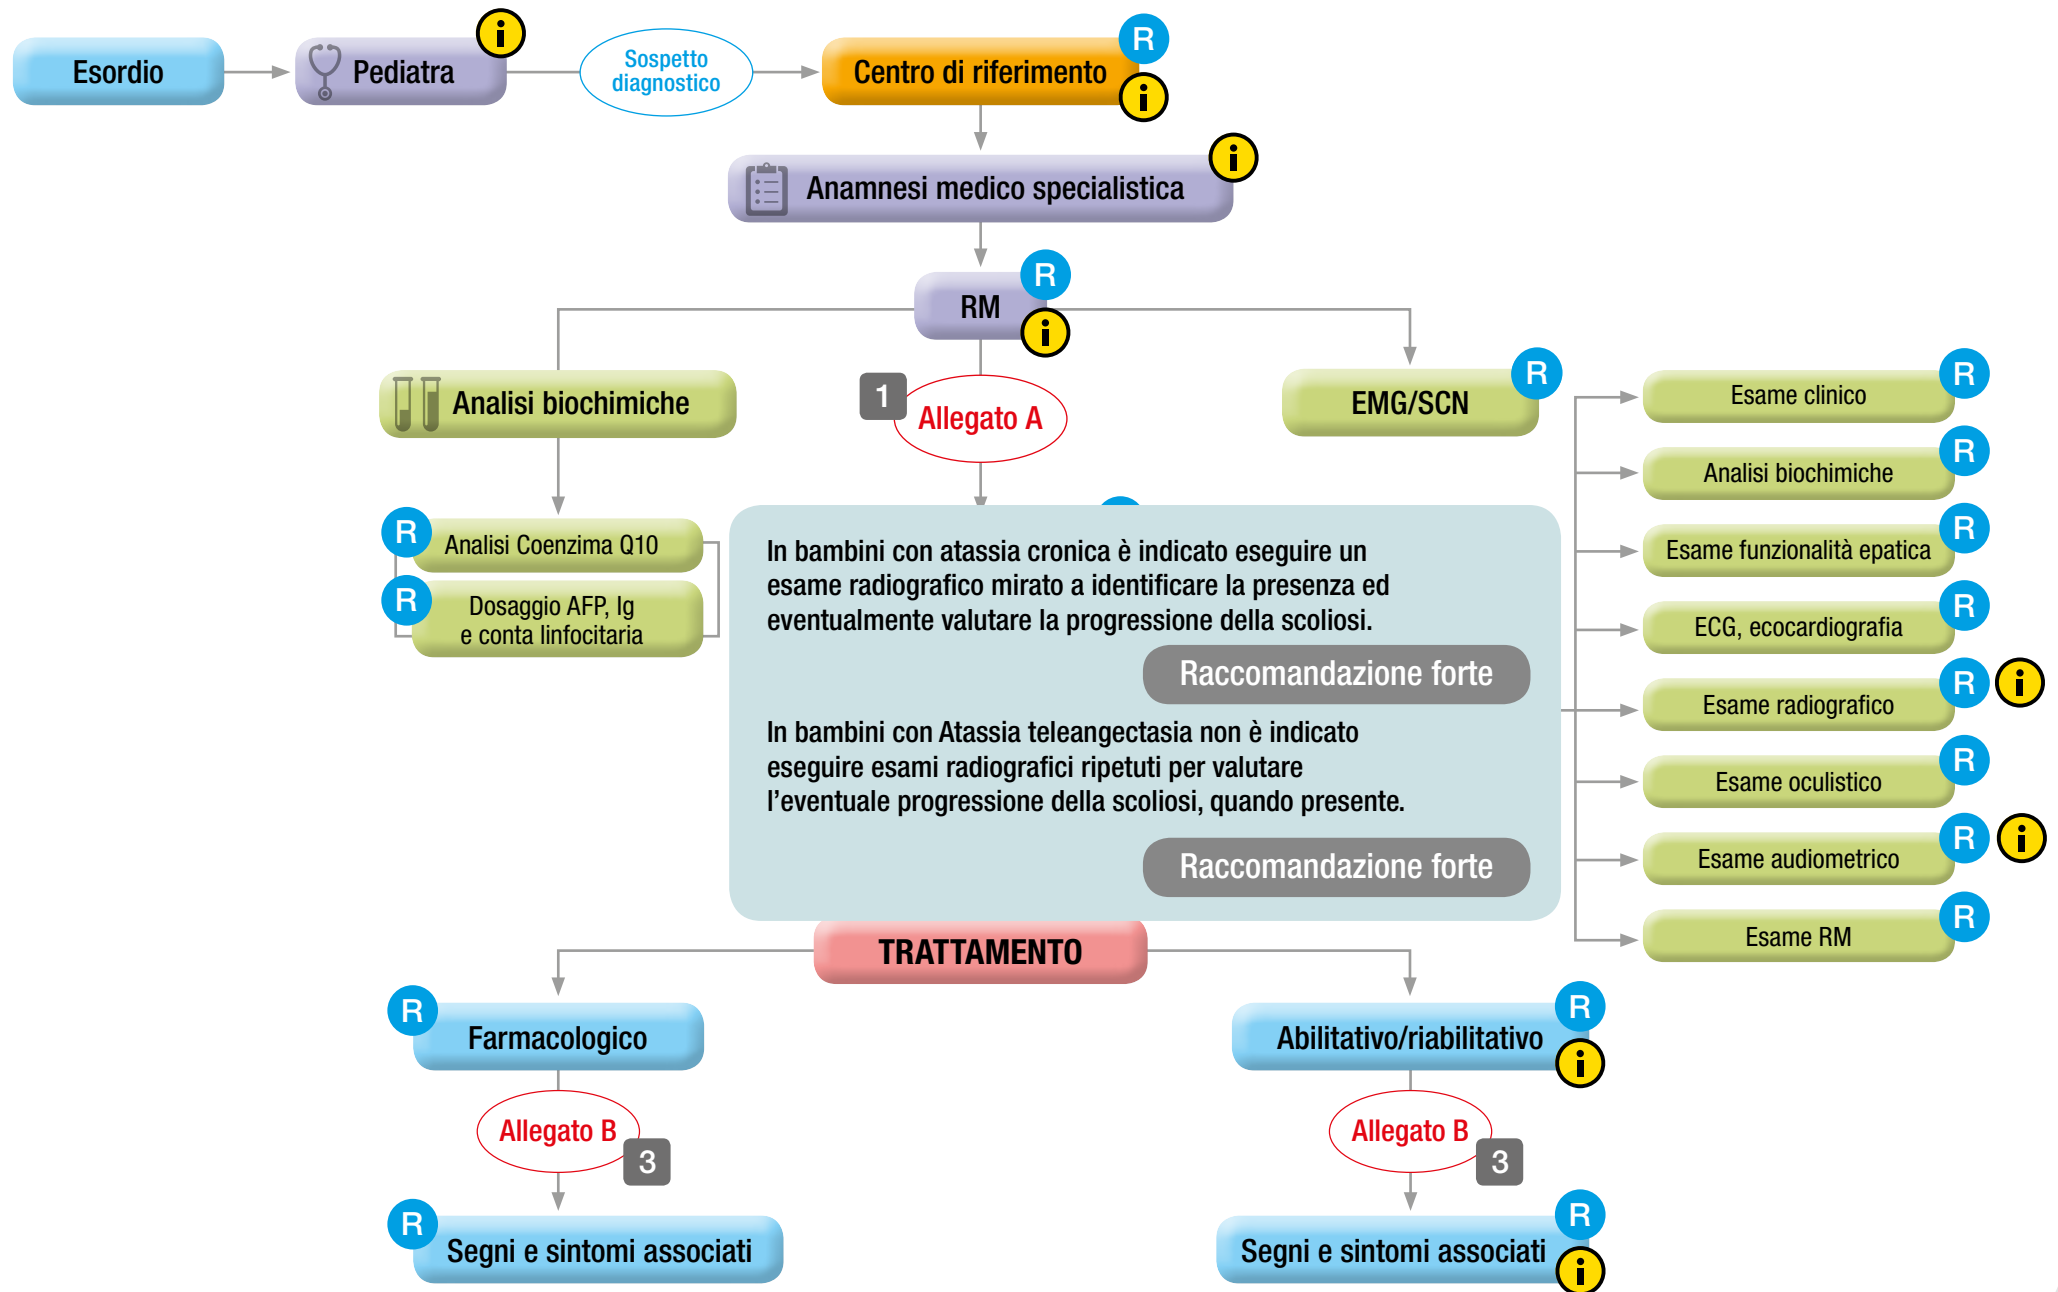 Esordio
Pediatra
i
Sospetto
diagnostico
Centro di riferimento
R
i
Anamnesi medico specialistica
i
RM
R
i
Analisi biochimiche
1
Allegato A
EMG/SCN
R
R
Analisi Coenzima Q10
R
Dosaggio AFP, Ig
e conta linfocitaria
In bambini con atassia cronica è indicato eseguire un
esame radiografico mirato a identificare la presenza ed
eventualmente valutare la progressione della scoliosi.
Raccomandazione forte
In bambini con Atassia teleangectasia non è indicato
eseguire esami radiografici ripetuti per valutare
l’eventuale progressione della scoliosi, quando presente.
Raccomandazione forte
Esame clinico
R
Analisi biochimiche
R
Esame funzionalità epatica
R
ECG, ecocardiografia
R
Esame radiografico
R
i
Esame oculistico
R
Esame audiometrico
R
i
Esame RM
R
TRATTAMENTO
R
Farmacologico
Allegato B
3
R
Segni e sintomi associati
Abilitativo/riabilitativo
R
i
Allegato B
3
Segni e sintomi associati
R
i